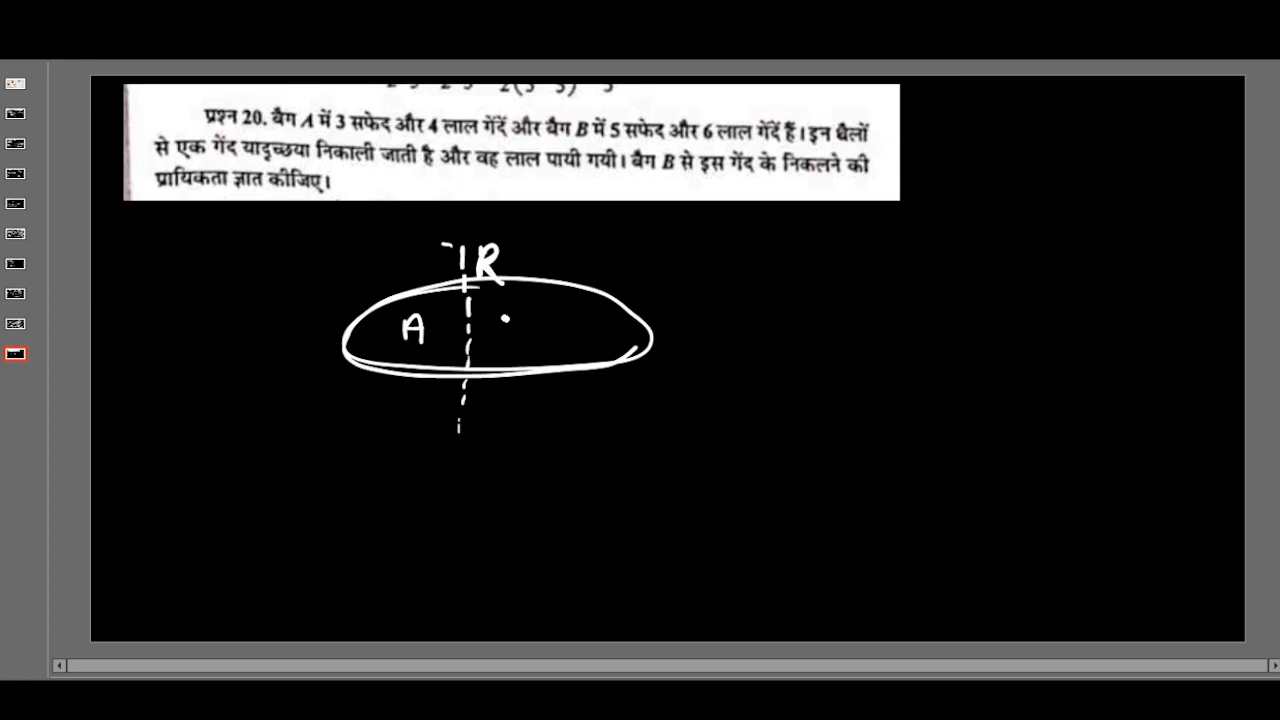 प्रश्न 20. बैग A में 3 सफेद और 4 लाल गेंदें और बैग B में 5 सफेद और 6 लाल गेंदें हैं। इन थैलों
से एक गेंद यादृच्छया निकाली जाती है और वह लाल पायी गयी। बैग B से इस गेंद के निकलने की
प्रायिकता ज्ञात कीजिए।
R
A